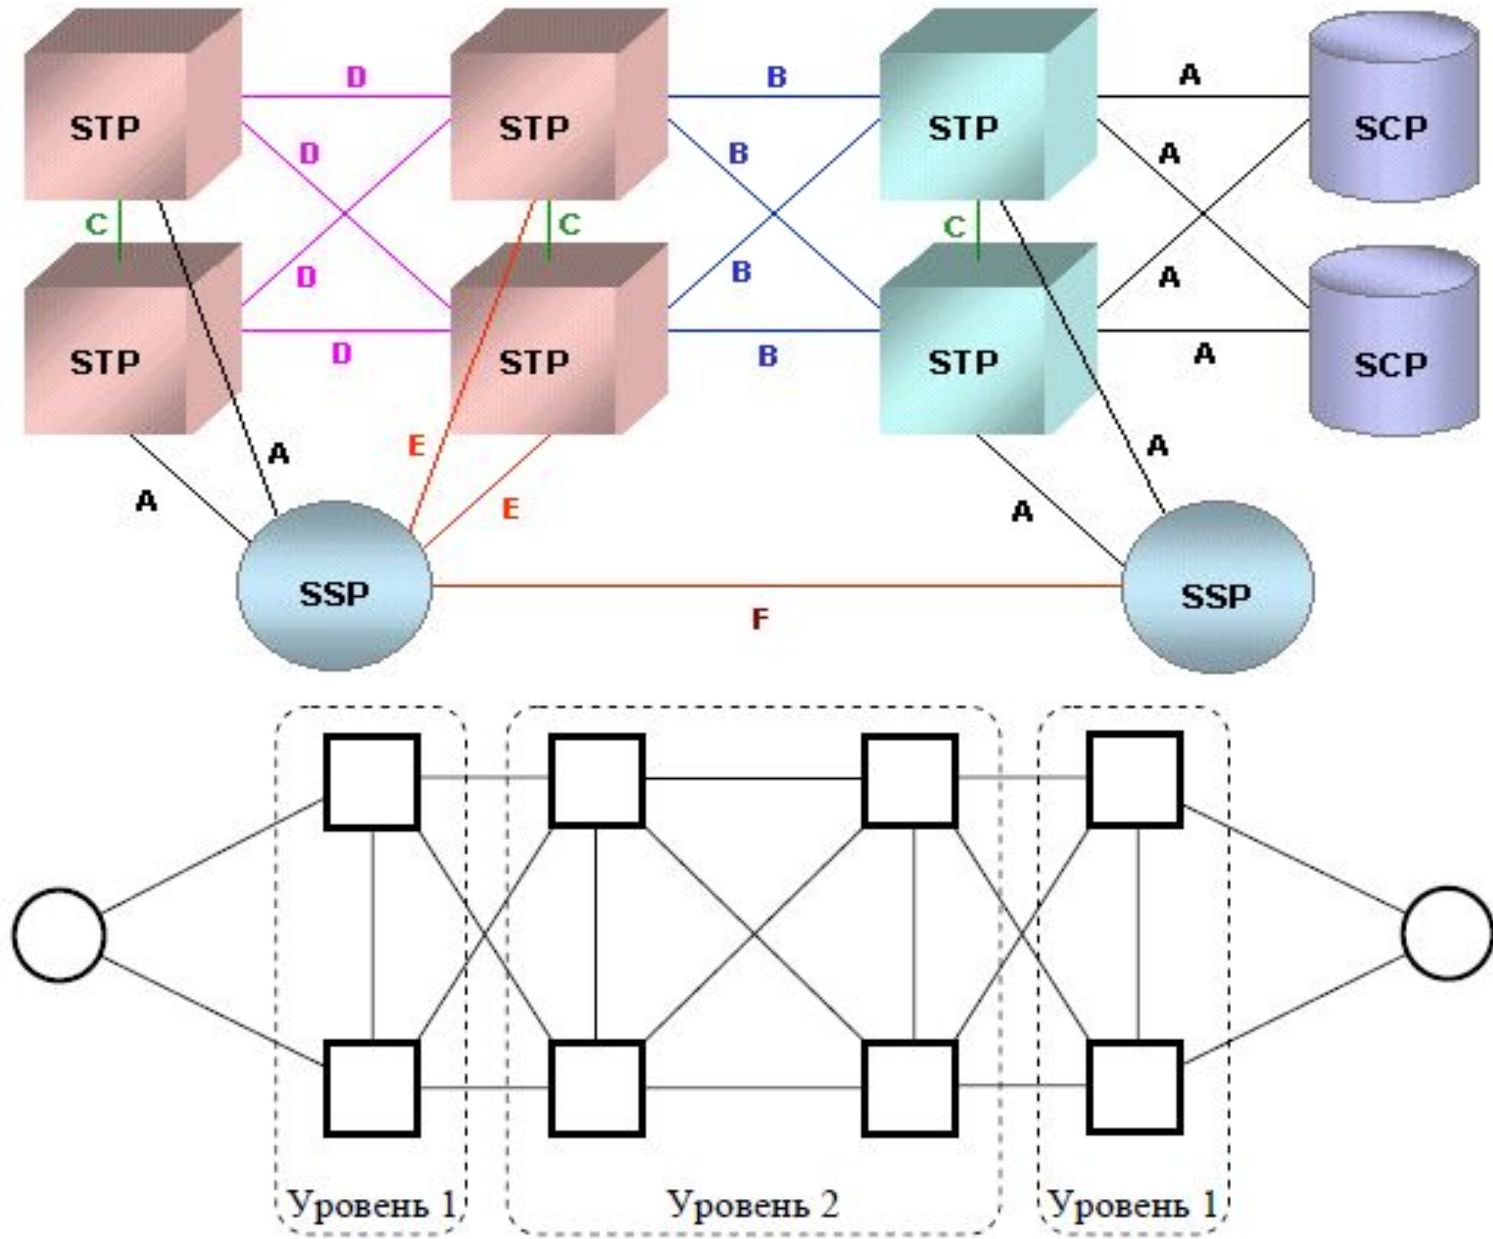 D B A
STP STP STP SCP
D B A
C C C
D B A
D B A
STP STP STP SCP
A E A
A E A
SSP SSP
F
Уровень 1 Уровень 2 Уровень 1